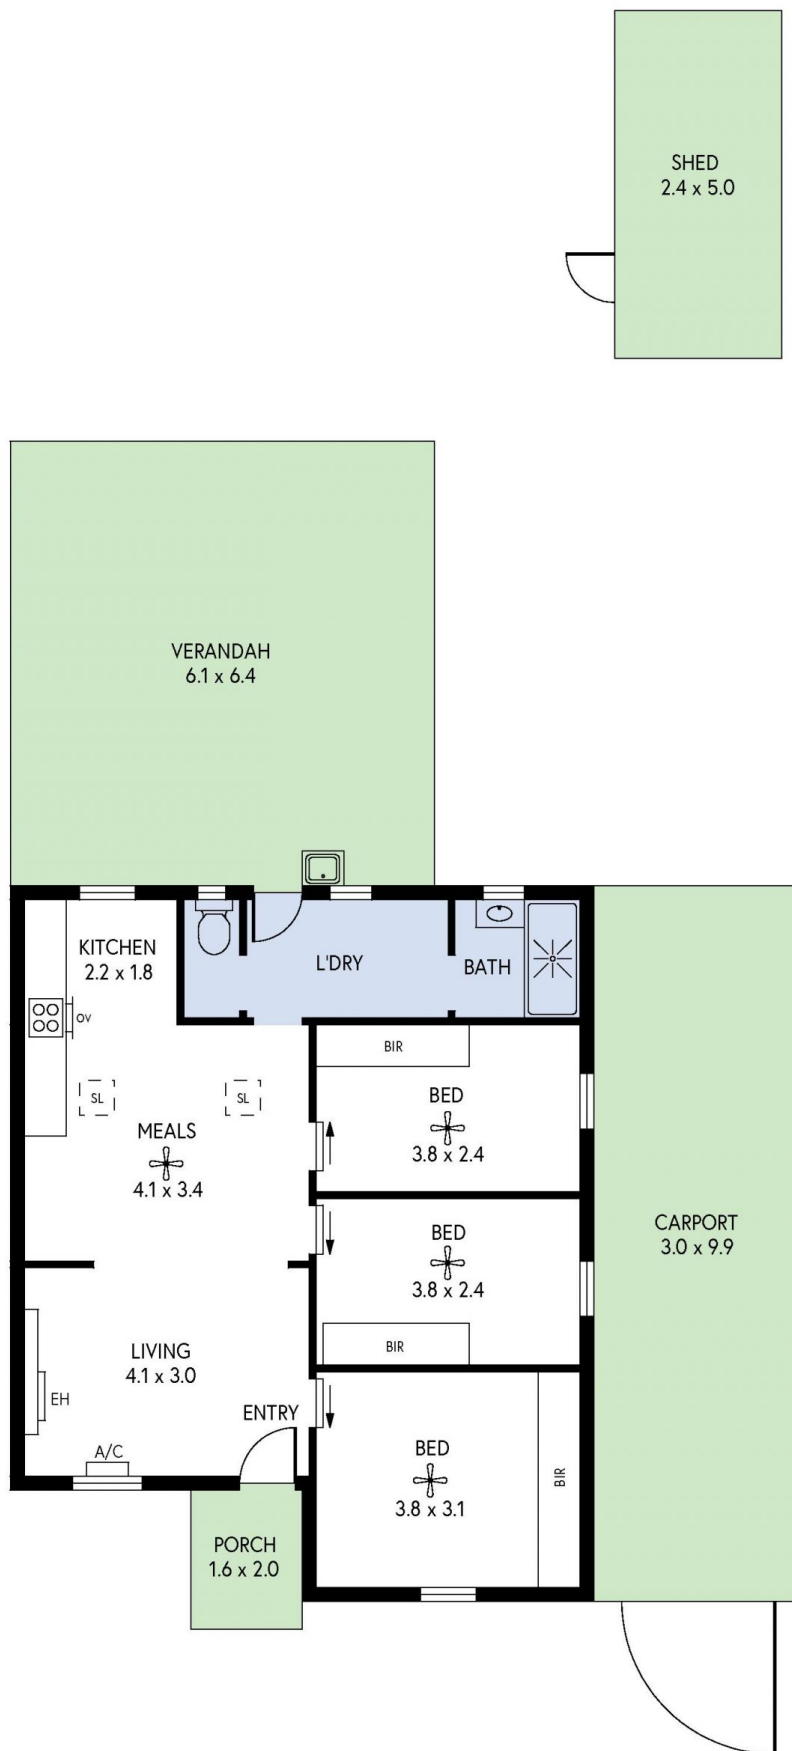 SHED
2.4 x 5.0
VERANDAH
6.1 x 6.4
KITCHEN
2.2 x 1.8
OV
L'DRY
BATH
BIR
SL
SL
BED
3.8 x 2.4
MEALS
4.1 x 3.4
CARPORT
3.0 x 9.9
BED
3.8 x 2.4
BIR
LIVING
4.1 x 3.0
EH
ENTRY
A/C
BED
3.8 x 3.1
BIR
PORCH
1.6 x 2.0